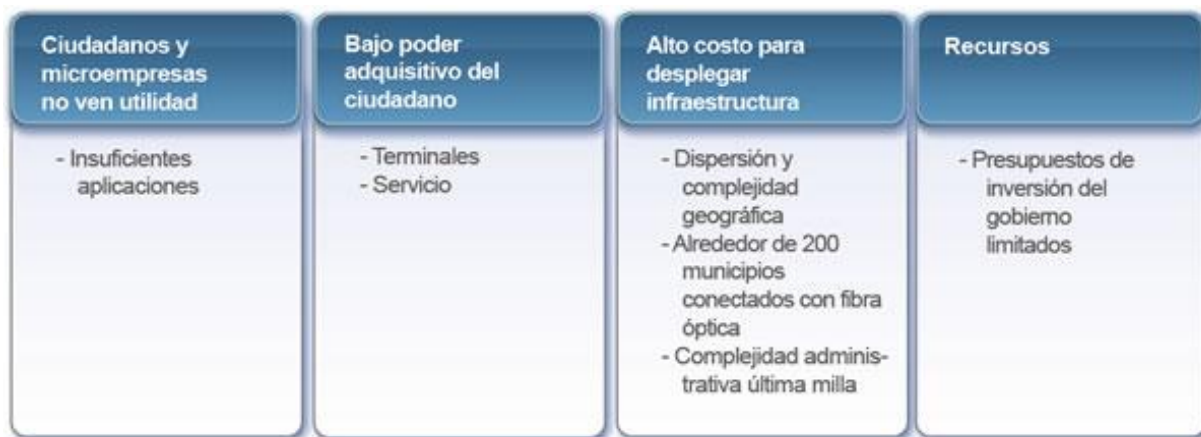 Ciudadanos y
microempresas
no ven utilidad
- Insuficientes
aplicaciones
Bajo poder
adquisitivo del
ciudadano
- Terminales
- Servicio
Alto costo para
desplegar
infraestructura
- Dispersión y
complejidad
geográfica
- Alrededor de 200
municipios
conectados con fibra
óptica
- Complejidad adminis-
trativa última milla
Recursos
- Presupuestos de
inversión del
gobierno
limitados